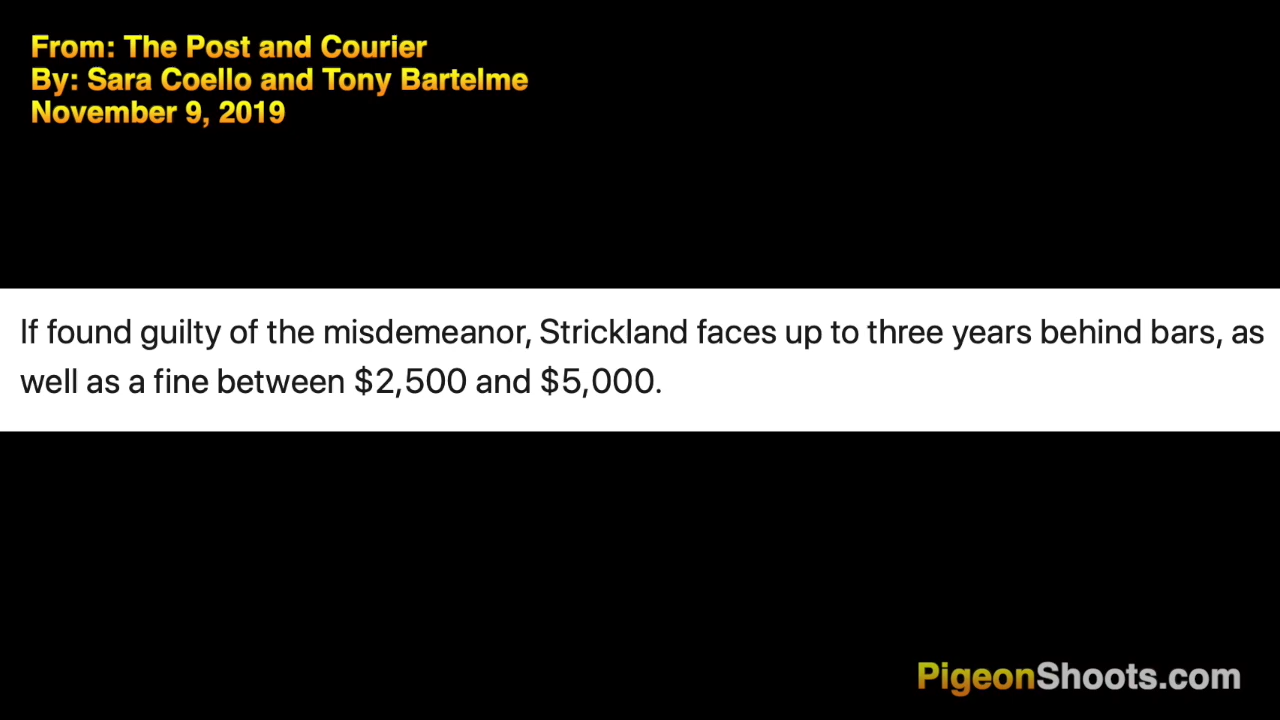 From: The Post and Courier
By: Sara Coello and Tony Bartelme
November 9, 2019
If found guilty of the misdemeanor, Strickland faces up to three years behind bars, as
well as a fine between $2,500 and $5,000.
PigeonShoots.com